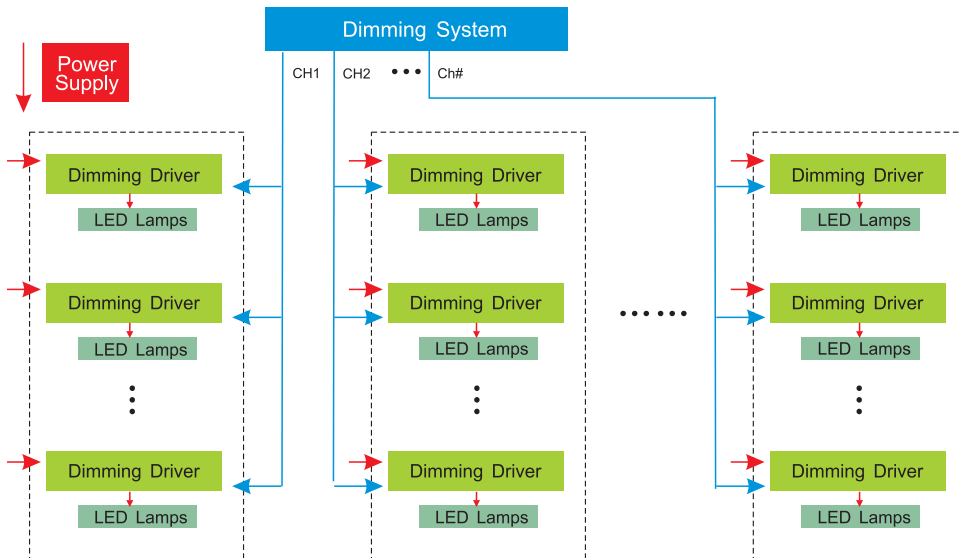 Dimming System
Power
Supply
CH1
CH2
Ch#
Dimming Driver
Dimming Driver
Dimming Driver
LED Lamps
LED Lamps
LED Lamps
Dimming Driver
Dimming Driver
Dimming Driver
LED Lamps
LED Lamps
LED Lamps
Dimming Driver
Dimming Driver
Dimming Driver
LED Lamps
LED Lamps
LED Lamps